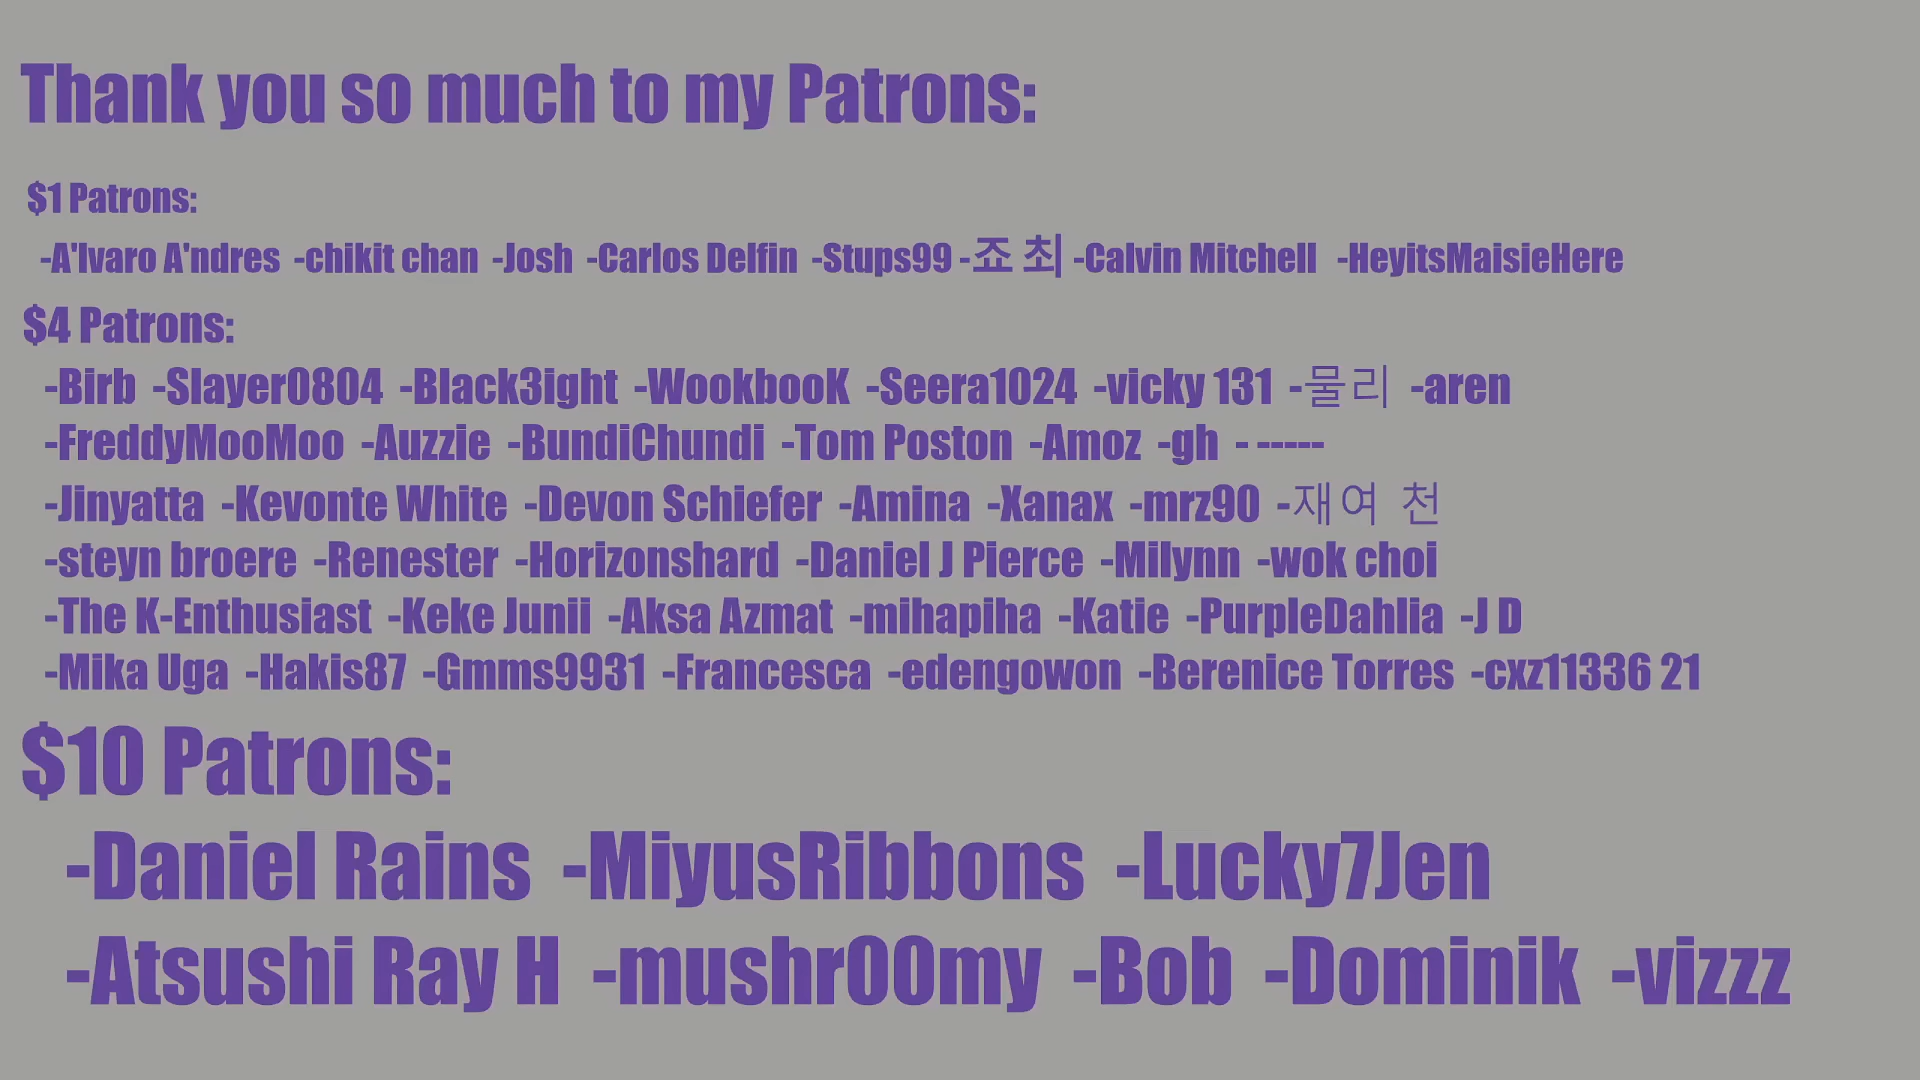 Thank you so much to my Patrons:
$1 Patrons:
-A'lvaro A'ndres -chikit chan -Josh -Carlos Delfin -Stups99 -죠 최 -Calvin Mitchell -HeyitsMaisieHere
$4 Patrons:
-Birb -Slayer0804 -Black3ight -WookbooK -Seera1024 -vicky 131 -물리 -aren
-FreddyMooMoo -Auzzie -BundiChundi -Tom Poston -Amoz -gh - -----
-Jinyatta -Kevonte White -Devon Schiefer -Amina -Xanax -mrz90 -재여 천
-steyn broere -Renester -Horizonshard -Daniel J Pierce -Milynn -wok choi
-The K-Enthusiast -Keke Junii -Aksa Azmat -mihapiha -Katie -PurpleDahlia -J D
-Mika Uga -Hakis87 -Gmms9931 -Francesca -edengowon -Berenice Torres -cxz11336 21
$10 Patrons:
-Daniel Rains -MiyusRibbons -Lucky7Jen
-Atsushi Ray H -mushr00my -Bob -Dominik -vizzz